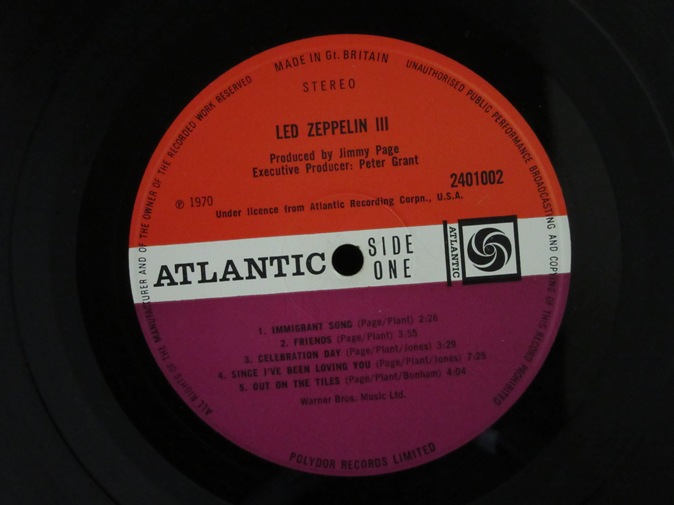 MADE IN Gt. BRITAIN
UNAUTHORISED PUBLIC PERFORMANCE BROADCASTING AND COPYING OF THIS RECORD PROHIBITED
ALL RIGHTS OF THE MANUFACTURER AND OF THE OWNER OF THE RECORDED WORK RESERVED
STEREO
LED ZEPPELIN III
Produced by Jimmy Page
Executive Producer: Peter Grant
2401002
℗ 1970
Under licence from Atlantic Recording Corpn., U.S.A.
ATLANTIC
SIDE
ONE
ATLANTIC
1. IMMIGRANT SONG (Page/Plant) 2:26
2. FRIENDS (Page/Plant) 3.55
3. CELEBRATION DAY (Page/Plant/Jones) 3:29
4. SINCE I'VE BEEN LOVING YOU (Page/Plant/Jones) 7:25
5. OUT ON THE TILES (Page/Plant/Bonham) 4:04
Warner Bros. Music Ltd.
POLYDOR RECORDS LIMITED